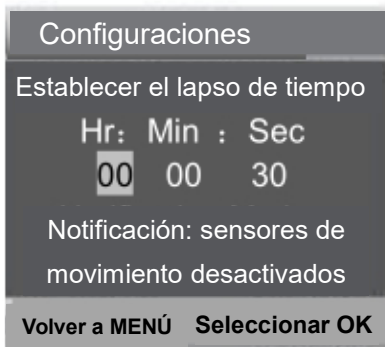 Configuraciones
Establecer el lapso de tiempo
Hr: Min : Sec
00 00 30
Notificación: sensores de
movimiento desactivados
Volver a MENÚ Seleccionar OK